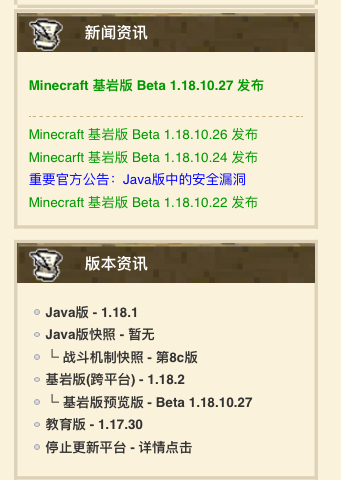 新闻资讯
Minecraft 基岩版 Beta 1.18.10.27 发布
Minecraft 基岩版 Beta 1.18.10.26 发布
Minecarft 基岩版 Beta 1.18.10.24 发布
重要官方公告：Java版中的安全漏洞
Minecraft 基岩版 Beta 1.18.10.22 发布
版本资讯
Java版 - 1.18.1
Java版快照 - 暂无
└ 战斗机制快照 - 第8c版
基岩版(跨平台) - 1.18.2
└ 基岩版预览版 - Beta 1.18.10.27
教育版 - 1.17.30
停止更新平台 - 详情点击